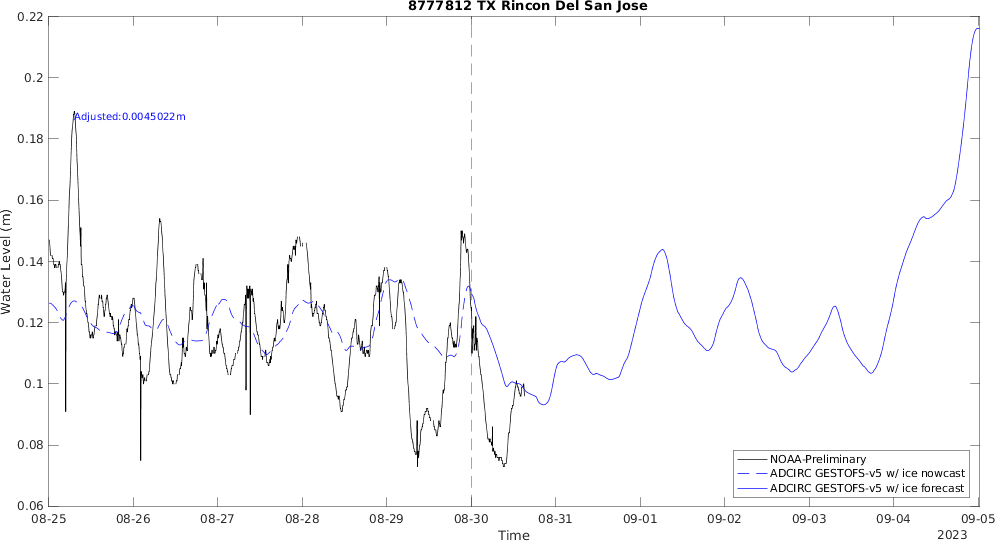 8777812 TX Rincon Del San Jose
0.22
0.2
0.18
0.16
0.14
0.12
0.1
0.08
0.06
Water Level (m)
Adjusted:0.0045022m
NOAA-Preliminary
ADCIRC GESTOFS-v5 w/ ice nowcast
ADCIRC GESTOFS-v5 w/ ice forecast
08-25 08-26 08-27 08-28 08-29 08-30 08-31 09-01 09-02 09-03 09-04 09-05
Time
2023